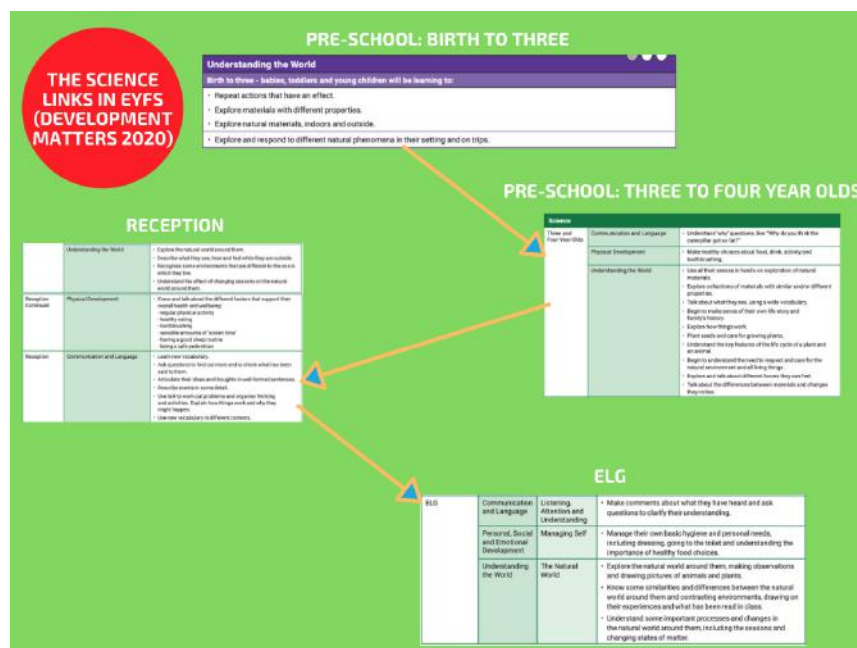 PRE-SCHOOL: BIRTH TO THREE
THE SCIENCE
LINKS IN EYFS
(DEVELOPMENT
MATTERS 2020)
Understanding the World
Birth to three - babies, toddlers and young children will be learning to:
• Repeat actions that have an effect.
• Explore materials with different properties.
• Explore natural materials, indoors and outside.
• Explore and respond to different natural phenomena in their setting and on trips.
PRE-SCHOOL: THREE TO FOUR YEAR OLDS
Science
Three and
Four-Year-Olds
Communication and Language
• Understand 'why' questions, like: "Why do you think the
caterpillar got so fat?"
Physical Development
• Make healthy choices about food, drink, activity and
toothbrushing.
Understanding the World
• Use all their senses in hands-on exploration of natural
materials.
• Explore collections of materials with similar and/or different
properties.
• Talk about what they see, using a wide vocabulary.
• Begin to make sense of their own life-story and
family's history.
• Explore how things work.
• Plant seeds and care for growing plants.
• Understand the key features of the life cycle of a plant and
an animal.
• Begin to understand the need to respect and care for the
natural environment and all living things.
• Explore and talk about different forces they can feel.
• Talk about the differences between materials and changes
they notice.
RECEPTION
Understanding the World
• Explore the natural world around them.
• Describe what they see, hear and feel while they are outside.
• Recognise some environments that are different to the one in
which they live.
• Understand the effect of changing seasons on the natural
world around them.
Reception
Continued
Physical Development
• Know and talk about the different factors that support their
overall health and wellbeing:
- regular physical activity
- healthy eating
- toothbrushing
- sensible amounts of 'screen time'
- having a good sleep routine
- being a safe pedestrian
Reception
Communication and Language
• Learn new vocabulary.
• Ask questions to find out more and to check what has been
said to them.
• Articulate their ideas and thoughts in well-formed sentences.
• Describe events in some detail.
• Use talk to work out problems and organise thinking
and activities. Explain how things work and why they
might happen.
• Use new vocabulary in different contexts.
ELG
ELG
Communication
and Language
Listening,
Attention and
Understanding
• Make comments about what they have heard and ask
questions to clarify their understanding.
Personal, Social
and Emotional
Development
Managing Self
• Manage their own basic hygiene and personal needs,
including dressing, going to the toilet and understanding the
importance of healthy food choices.
Understanding
the World
The Natural
World
• Explore the natural world around them, making observations
and drawing pictures of animals and plants.
• Know some similarities and differences between the natural
world around them and contrasting environments, drawing on
their experiences and what has been read in class.
• Understand some important processes and changes in
the natural world around them, including the seasons and
changing states of matter.